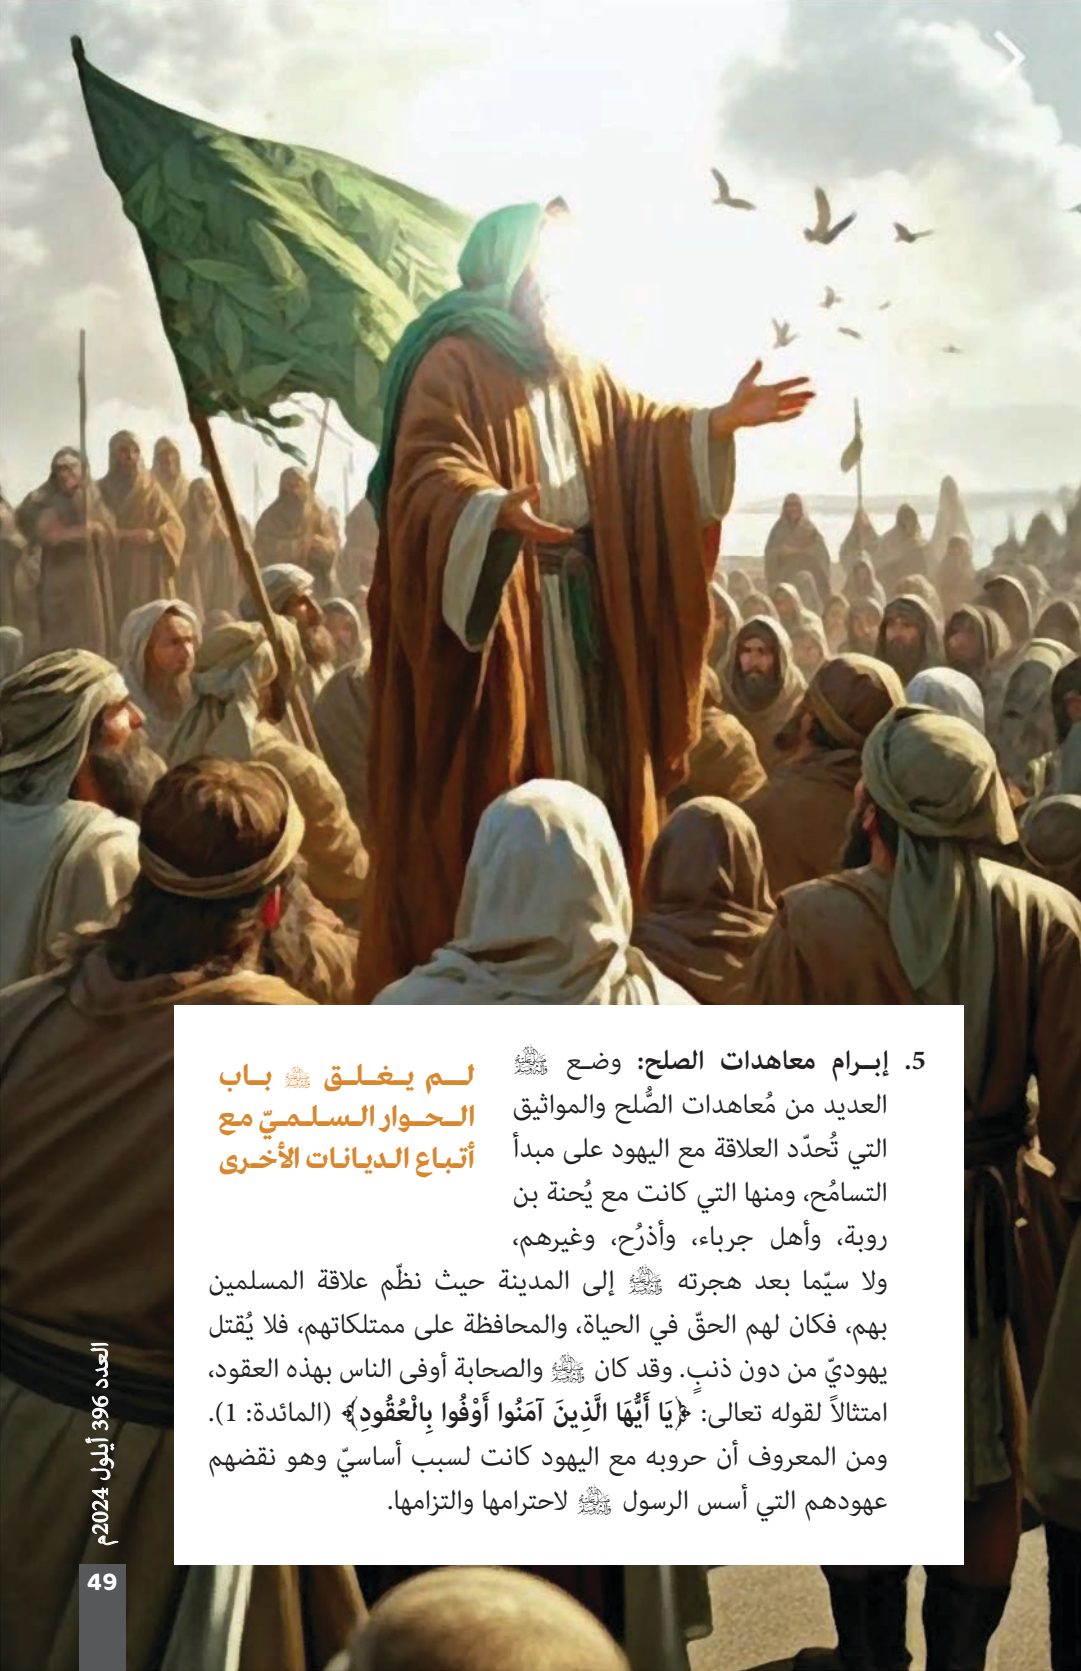 5. إبـرام معاهدات الصلح: وضـع ﷺ
العديد من مُعاهدات الصُّلح والمواثيق
التي تُحدّد العلاقة مع اليهود على مبدأ
التسامُح، ومنها التي كانت مع يُحنة بن
روبة، وأهل جرباء، وأذرُح، وغيرهم،
ولا سيّما بعد هجرته ﷺ إلى المدينة حيث نظّم علاقة المسلمين
بهم، فكان لهم الحقّ في الحياة، والمحافظة على ممتلكاتهم، فلا يُقتل
يهوديّ من دون ذنبٍ. وقد كان ﷺ والصحابة أوفى الناس بهذه العقود،
امتثالاً لقوله تعالى: ﴿يَا أَيُّهَا الَّذِينَ آمَنُوا أَوْفُوا بِالْعُقُودِ﴾ (المائدة: 1).
ومن المعروف أن حروبه مع اليهود كانت لسبب أساسيّ وهو نقضهم
عهودهم التي أسس الرسول ﷺ لاحترامها والتزامها.
لـم يـغـلـق ﷺ بـاب
الـحـوار الـسـلـمـيّ مع
أتـبـاع الـديـانـات الأخـرى
العدد 396 أيلول 2024م
49